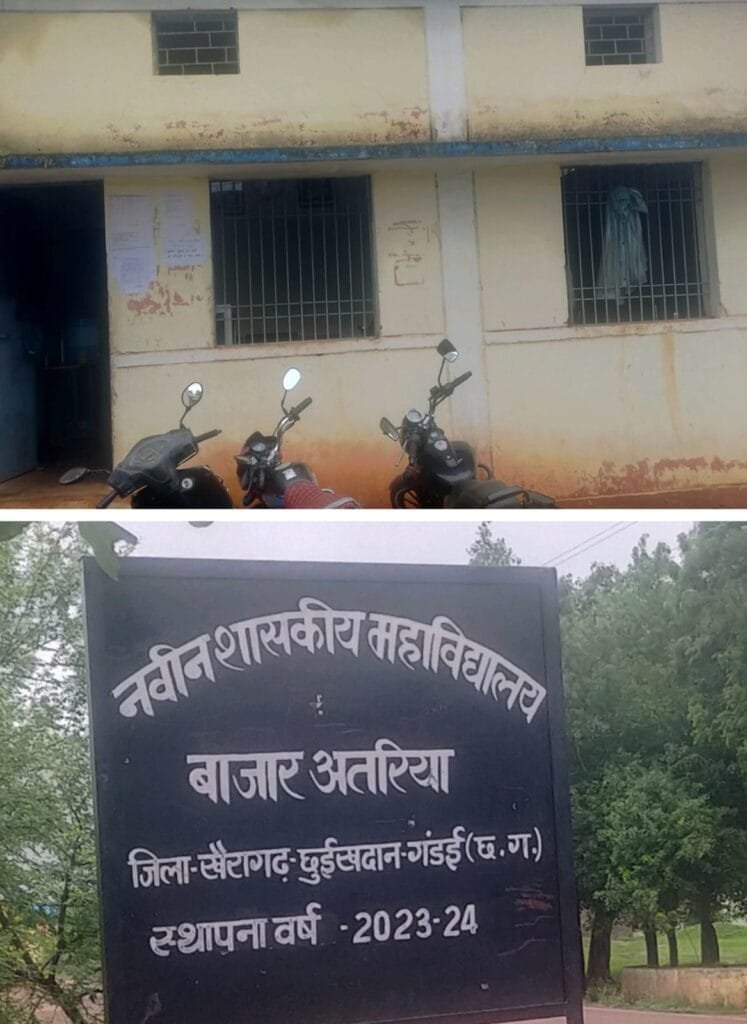 नवीन शासकीय महाविद्यालय
बाजार अतरिया
जिला-खैरागढ़-छुईखदान-गंडई (छ.ग.)
स्थापना वर्ष - 2023-24